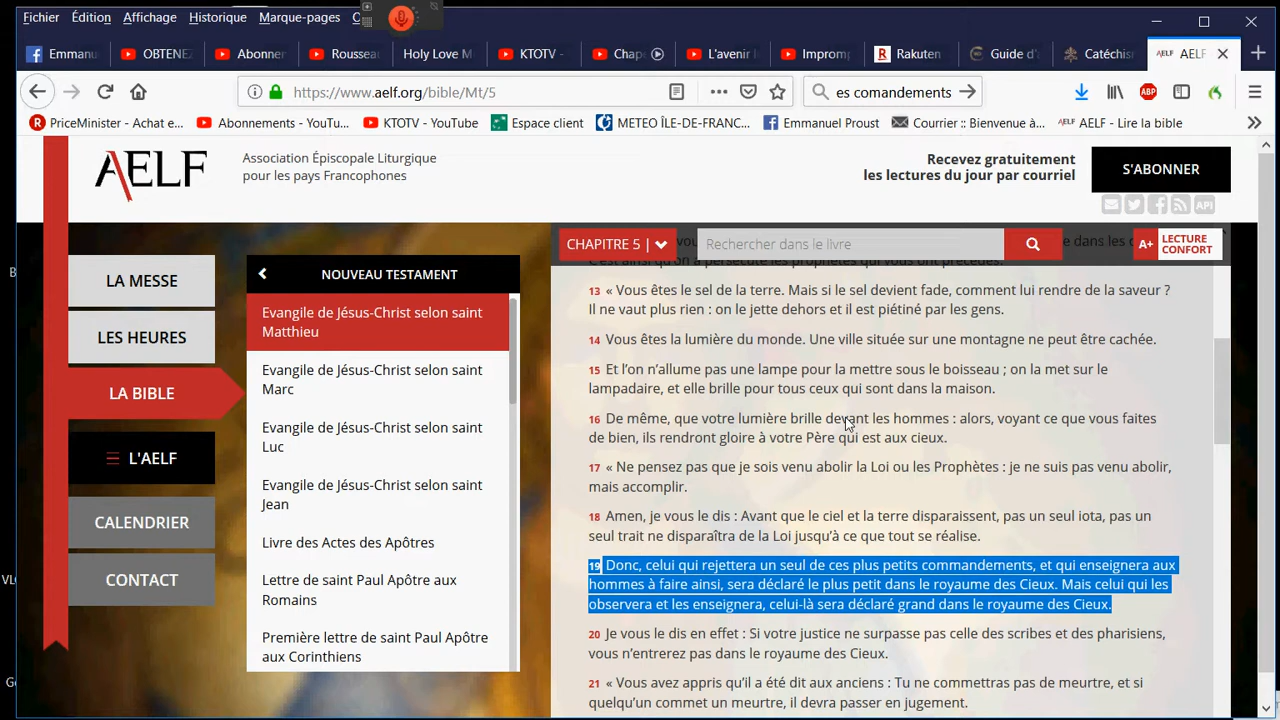 Fichier Édition Affichage Historique Marque-pages
Emmanu OBTENEZ Abonner Rousse Holy Love M KTOTV - Chap L'avenir Impromp Rakuten Guide d' Catéchis AELF
https://www.aelf.org/bible/Mt/5
es comandements
PriceMinister - Achat e... Abonnements - YouTu... KTOTV - YouTube Espace client METEO ÎLE-DE-FRANC... Emmanuel Proust Courrier :: Bienvenue à... AELF - Lire la bible
AELF
Association Épiscopale Liturgique
pour les pays Francophones
Recevez gratuitement
les lectures du jour par courriel
S'ABONNER
API
LA MESSE
LES HEURES
LA BIBLE
L'AELF
CALENDRIER
CONTACT
NOUVEAU TESTAMENT
Evangile de Jésus-Christ selon saint
Matthieu
Evangile de Jésus-Christ selon saint
Marc
Evangile de Jésus-Christ selon saint
Luc
Evangile de Jésus-Christ selon saint
Jean
Livre des Actes des Apôtres
Lettre de saint Paul Apôtre aux
Romains
Première lettre de saint Paul Apôtre
aux Corinthiens
CHAPITRE 5 |
Rechercher dans le livre
A+ LECTURE
CONFORT
C'est ainsi qu'on a persécuté les prophètes qui vous ont précédés.
13 « Vous êtes le sel de la terre. Mais si le sel devient fade, comment lui rendre de la saveur ?
Il ne vaut plus rien : on le jette dehors et il est piétiné par les gens.
14 Vous êtes la lumière du monde. Une ville située sur une montagne ne peut être cachée.
15 Et l'on n'allume pas une lampe pour la mettre sous le boisseau ; on la met sur le
lampadaire, et elle brille pour tous ceux qui sont dans la maison.
16 De même, que votre lumière brille devant les hommes : alors, voyant ce que vous faites
de bien, ils rendront gloire à votre Père qui est aux cieux.
17 « Ne pensez pas que je sois venu abolir la Loi ou les Prophètes : je ne suis pas venu abolir,
mais accomplir.
18 Amen, je vous le dis : Avant que le ciel et la terre disparaissent, pas un seul iota, pas un
seul trait ne disparaîtra de la Loi jusqu'à ce que tout se réalise.
19 Donc, celui qui rejettera un seul de ces plus petits commandements, et qui enseignera aux
hommes à faire ainsi, sera déclaré le plus petit dans le royaume des Cieux. Mais celui qui les
observera et les enseignera, celui-là sera déclaré grand dans le royaume des Cieux.
20 Je vous le dis en effet : Si votre justice ne surpasse pas celle des scribes et des pharisiens,
vous n'entrerez pas dans le royaume des Cieux.
21 « Vous avez appris qu'il a été dit aux anciens : Tu ne commettras pas de meurtre, et si
quelqu'un commet un meurtre, il devra passer en jugement.